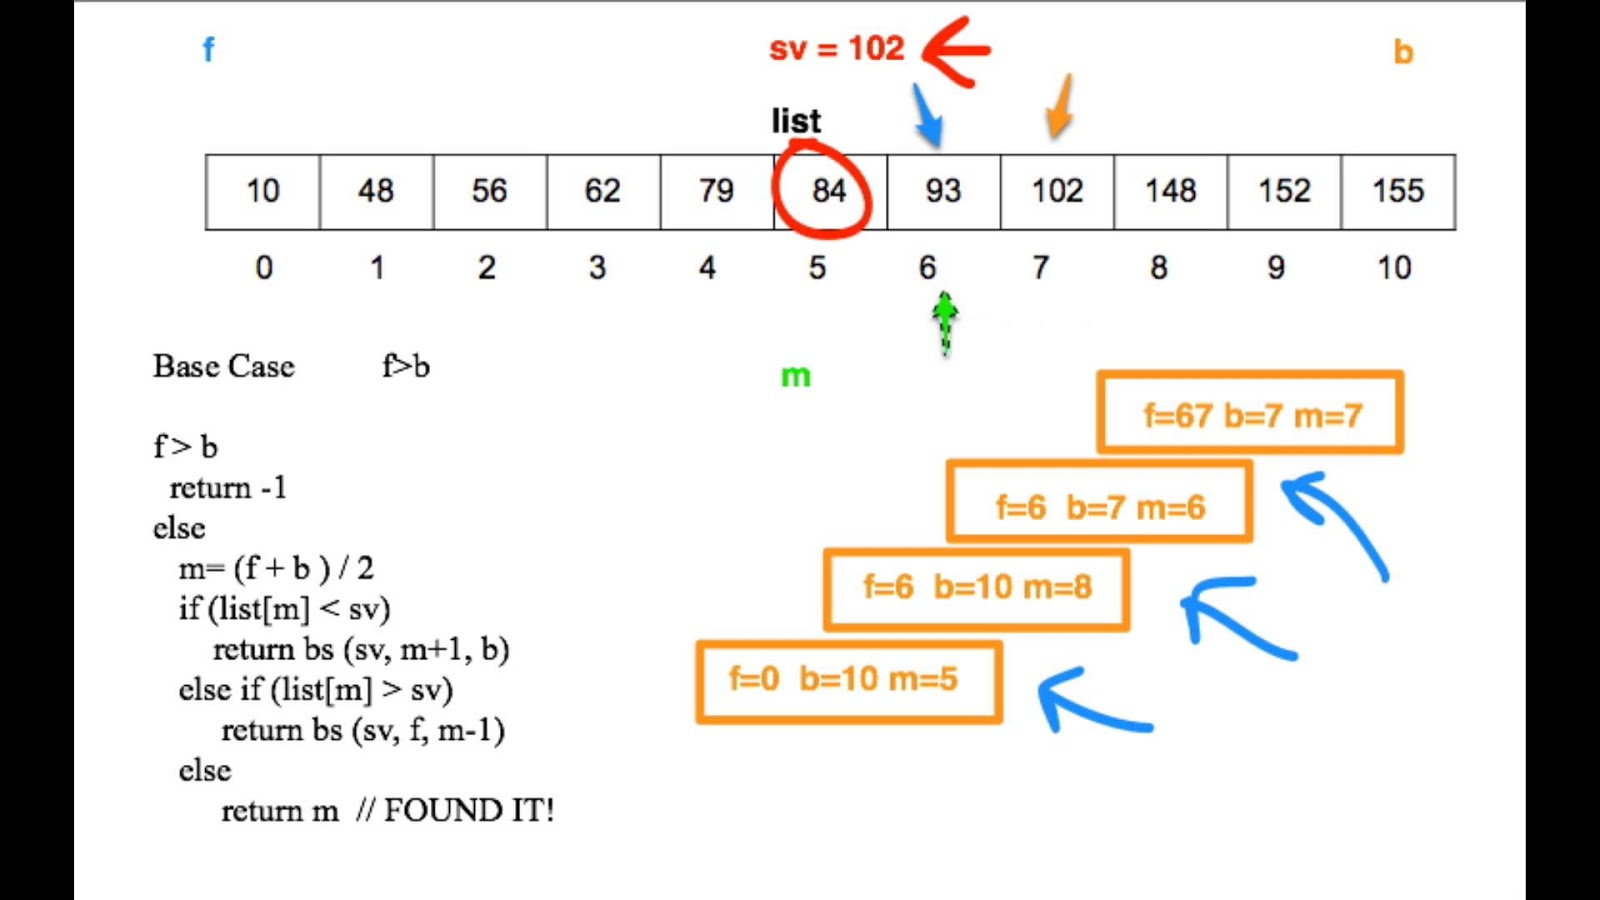 f sv = 102 b
list
10 48 56 62 79 84 93 102 148 152 155
0 1 2 3 4 5 6 7 8 9 10
Base Case f>b
m
f=67 b=7 m=7
f> b
return -1
f=6 b=7 m=6
else
m= (f + b ) / 2
f=6 b=10 m=8
if (list[m] < sv)
return bs (sv, m+1, b)
f=0 b=10 m=5
else if (list[m] > sv)
return bs (sv, f, m-1)
else
return m // FOUND IT!